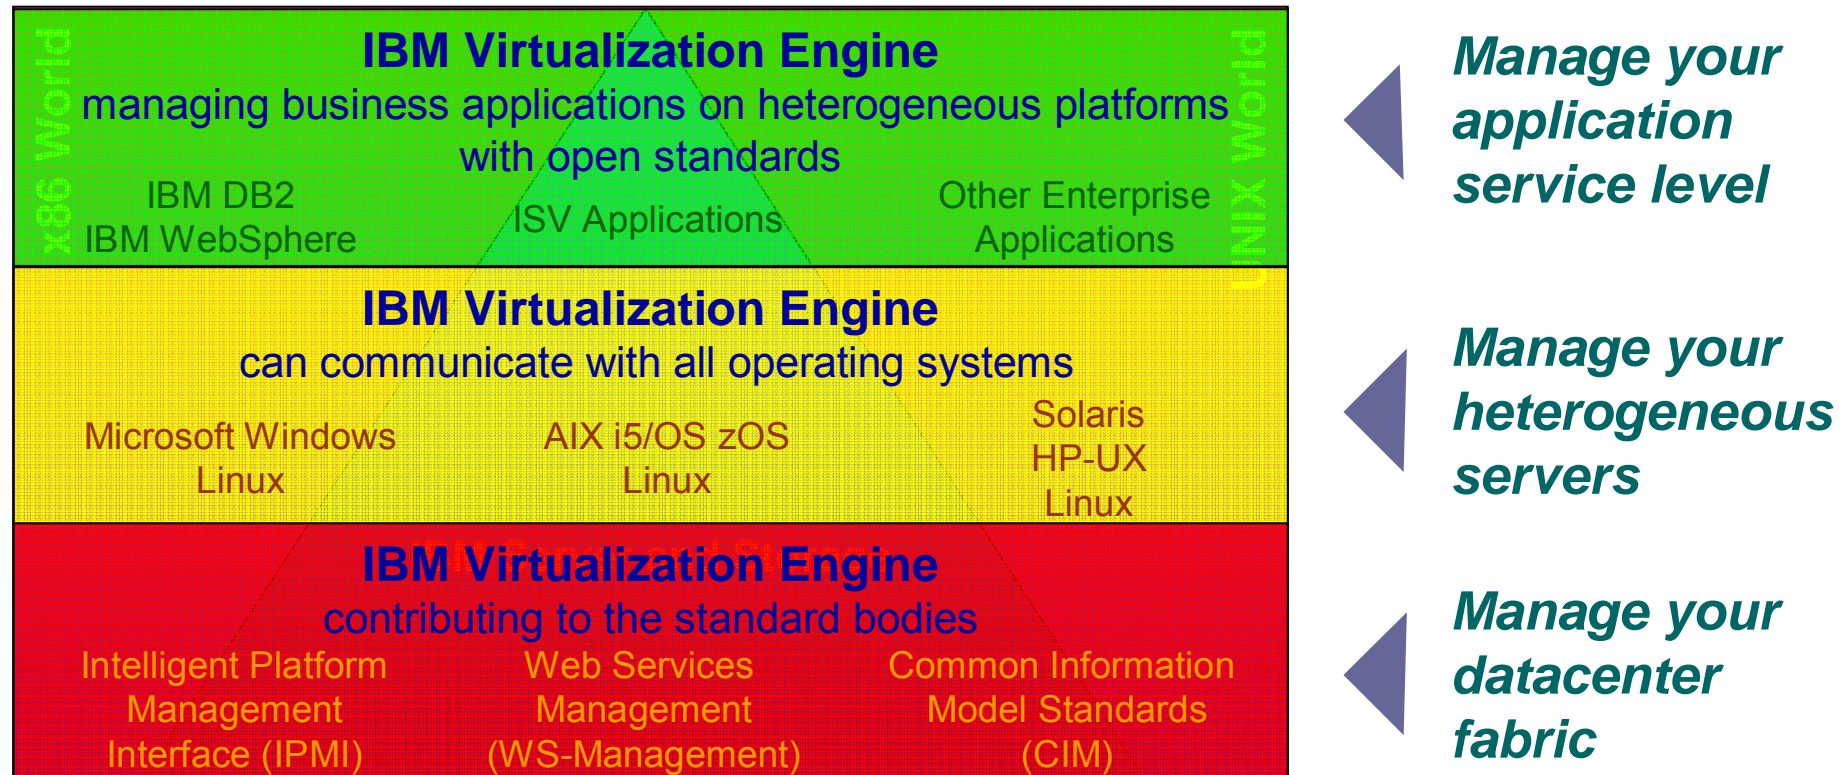 IBM Virtualization Engine
managing business applications on heterogeneous platforms
with open standards
x86 World
UNIX World
IBM DB2
IBM WebSphere
ISV Applications
Other Enterprise
Applications
Manage your
application
service level
IBM Virtualization Engine
can communicate with all operating systems
Microsoft Windows
Linux
AIX i5/OS zOS
Linux
Solaris
HP-UX
Linux
Manage your
heterogeneous
servers
IBM Virtualization Engine
contributing to the standard bodies
Intelligent Platform
Management
Interface (IPMI)
Web Services
Management
(WS-Management)
Common Information
Model Standards
(CIM)
Manage your
datacenter
fabric